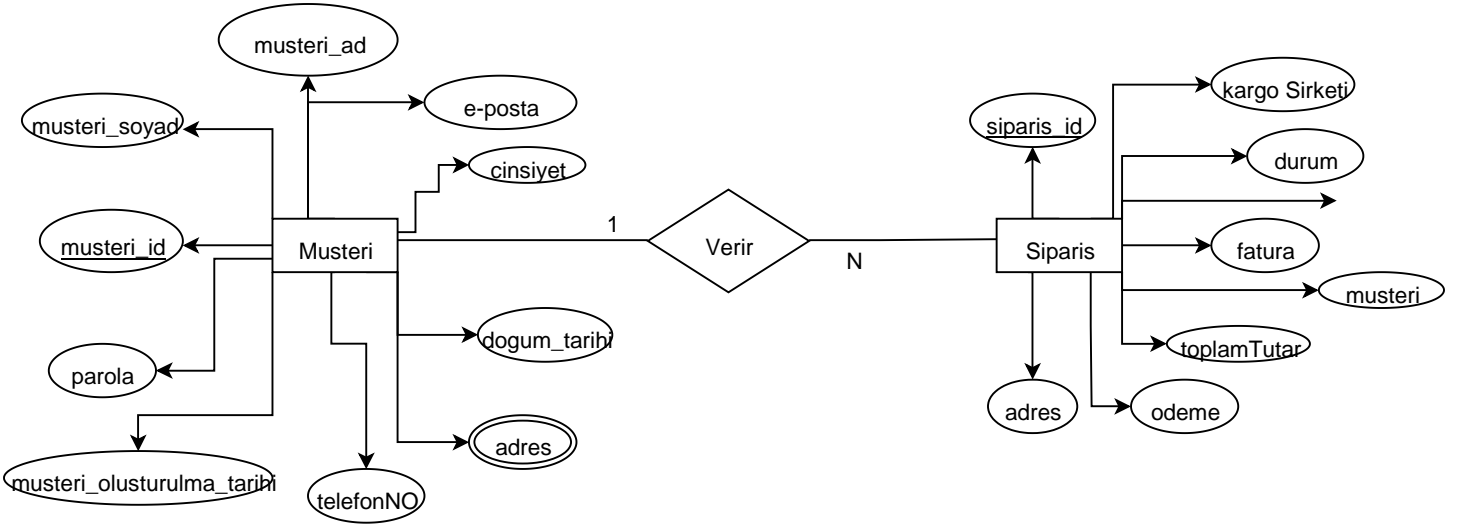 musteri_ad
e-posta
musteri_soyad
cinsiyet
musteri_id
Musteri
parola
dogum_tarihi
adres
musteri_olusturulma_tarihi
telefonNO
1
Verir
N
kargo Sirketi
siparis_id
durum
Siparis
fatura
musteri
toplamTutar
adres
odeme